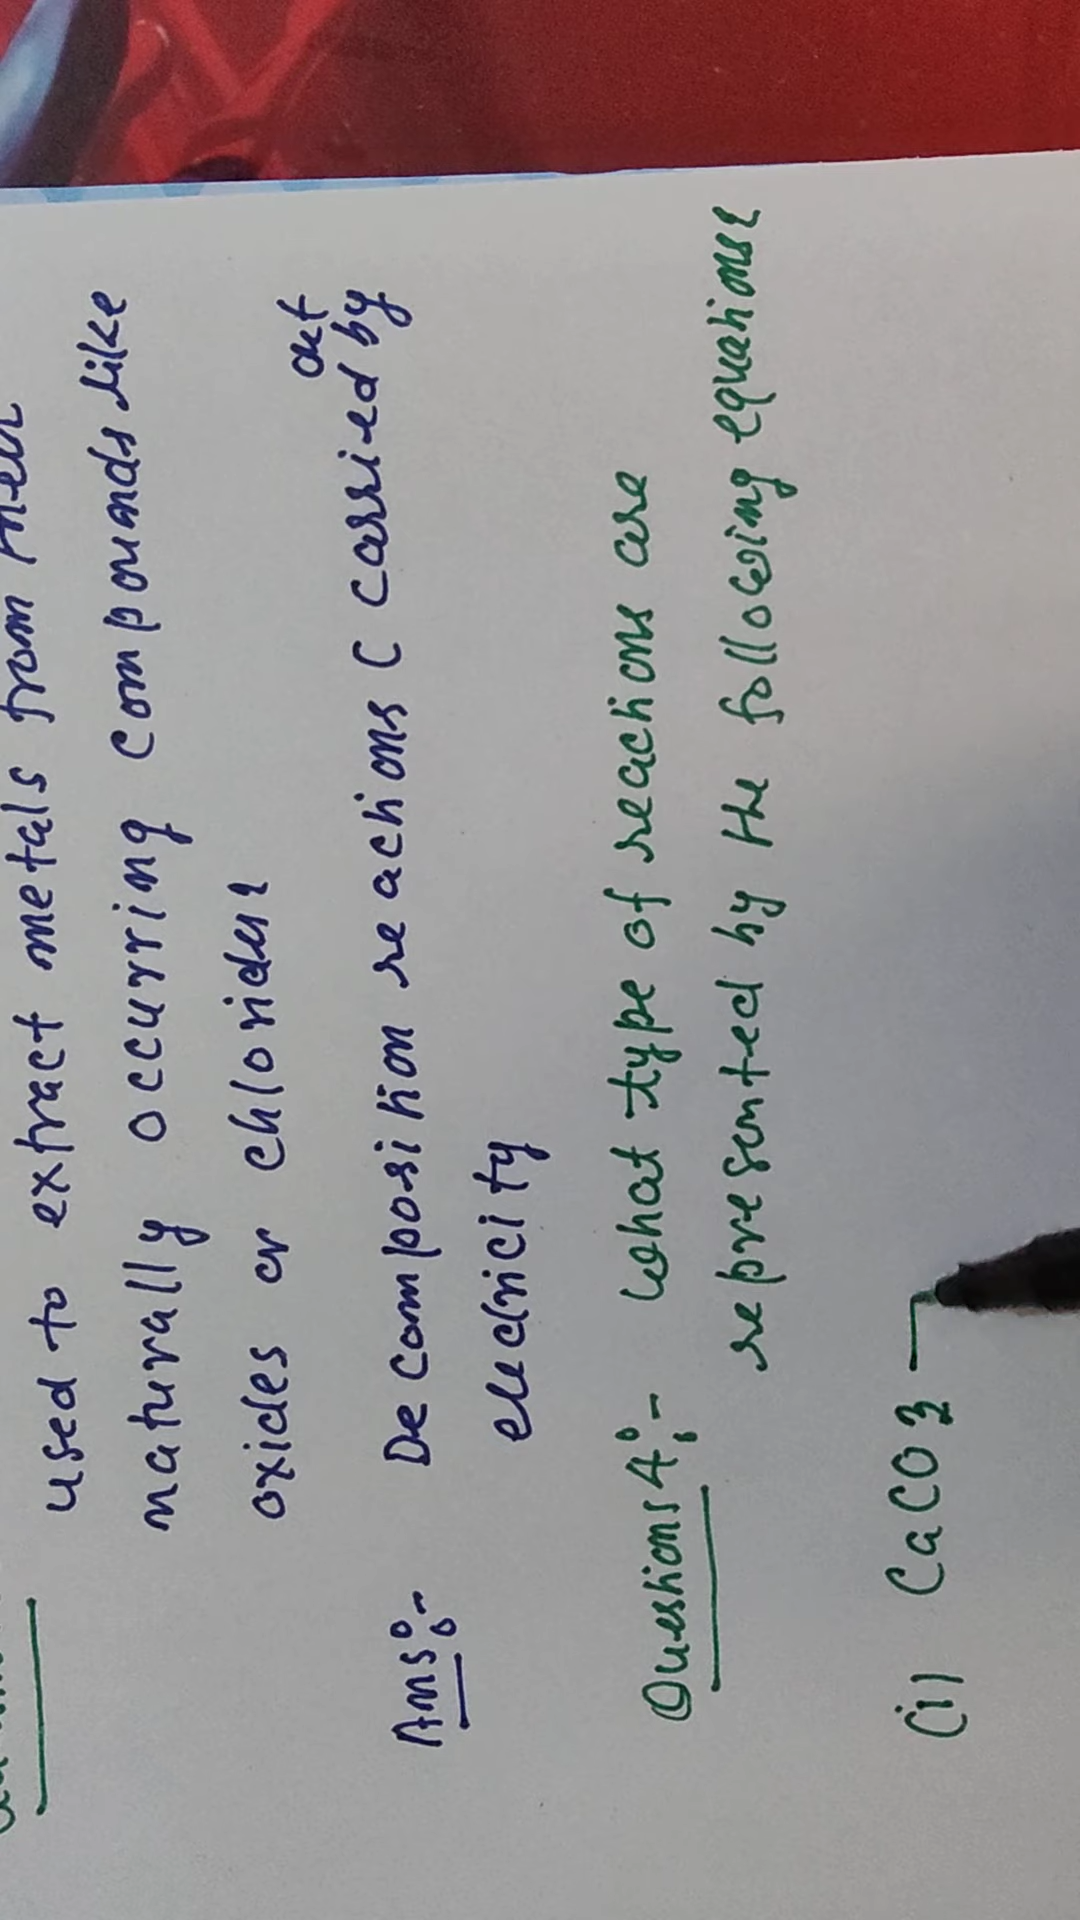 used to extract metals from
naturally occurring compounds like
oxides or chlorides?
Ans:- Decomposition reactions ( carried out by
electricity
Questions 4:- What type of reactions are
represented by the following equations?
(i) CaCO3